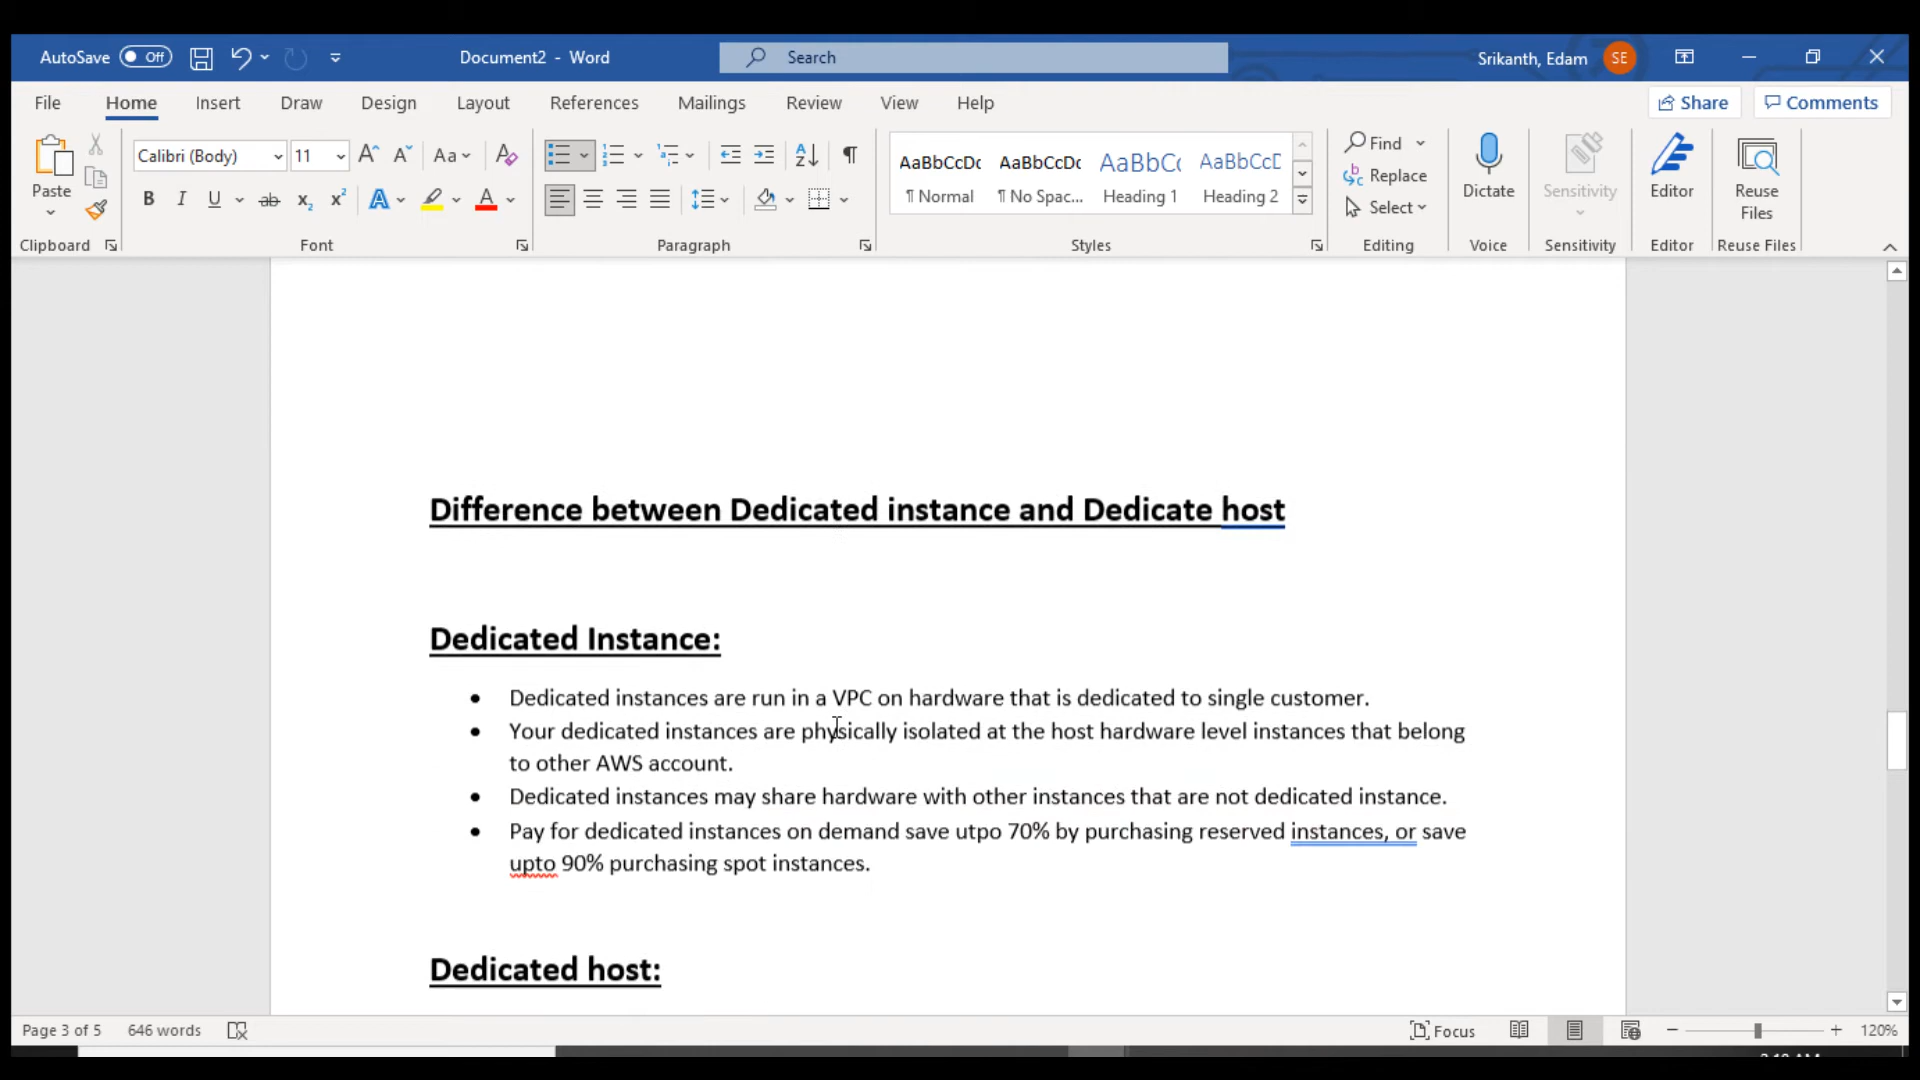 AutoSave Off Document2 - Word Search Srikanth, Edam SE
File Home Insert Draw Design Layout References Mailings Review View Help Share Comments
Paste Calibri (Body) 11 A A Aa A AaBbCcDc AaBbCcDc AaBbCc AaBbCcD Find Dictate Sensitivity Editor Reuse Files
B I U ab x2 x2 A A ¶ Normal ¶ No Spac... Heading 1 Heading 2 Replace
Select
Clipboard Font Paragraph Styles Editing Voice Sensitivity Editor Reuse Files
Difference between Dedicated instance and Dedicate host
Dedicated Instance:
• Dedicated instances are run in a VPC on hardware that is dedicated to single customer.
• Your dedicated instances are physically isolated at the host hardware level instances that belong
to other AWS account.
• Dedicated instances may share hardware with other instances that are not dedicated instance.
• Pay for dedicated instances on demand save utpo 70% by purchasing reserved instances, or save
upto 90% purchasing spot instances.
Dedicated host:
Page 3 of 5 646 words Focus 120%